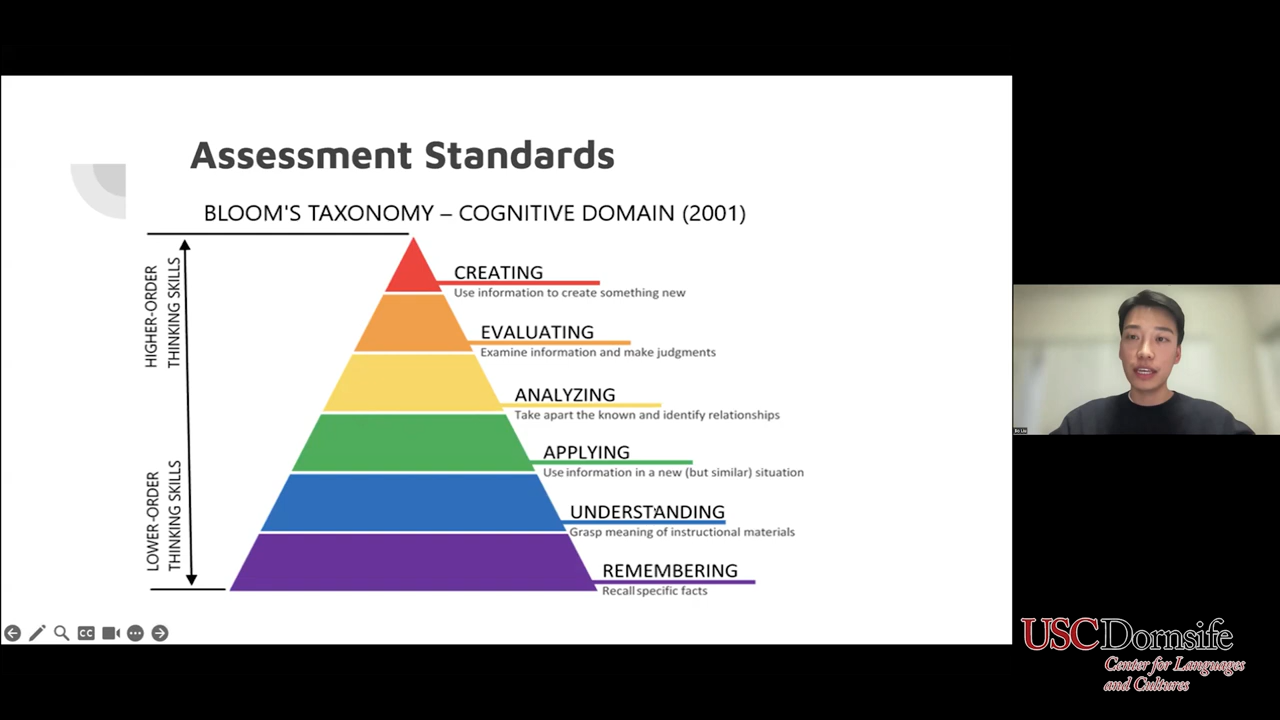 Assessment Standards
BLOOM'S TAXONOMY – COGNITIVE DOMAIN (2001)
HIGHER-ORDER
THINKING SKILLS
CREATING
Use information to create something new
EVALUATING
Examine information and make judgments
ANALYZING
Take apart the known and identify relationships
APPLYING
Use information in a new (but similar) situation
LOWER-ORDER
THINKING SKILLS
UNDERSTANDING
Grasp meaning of instructional materials
REMEMBERING
Recall specific facts
CC
USC Dornsife
Center for Languages
and Cultures